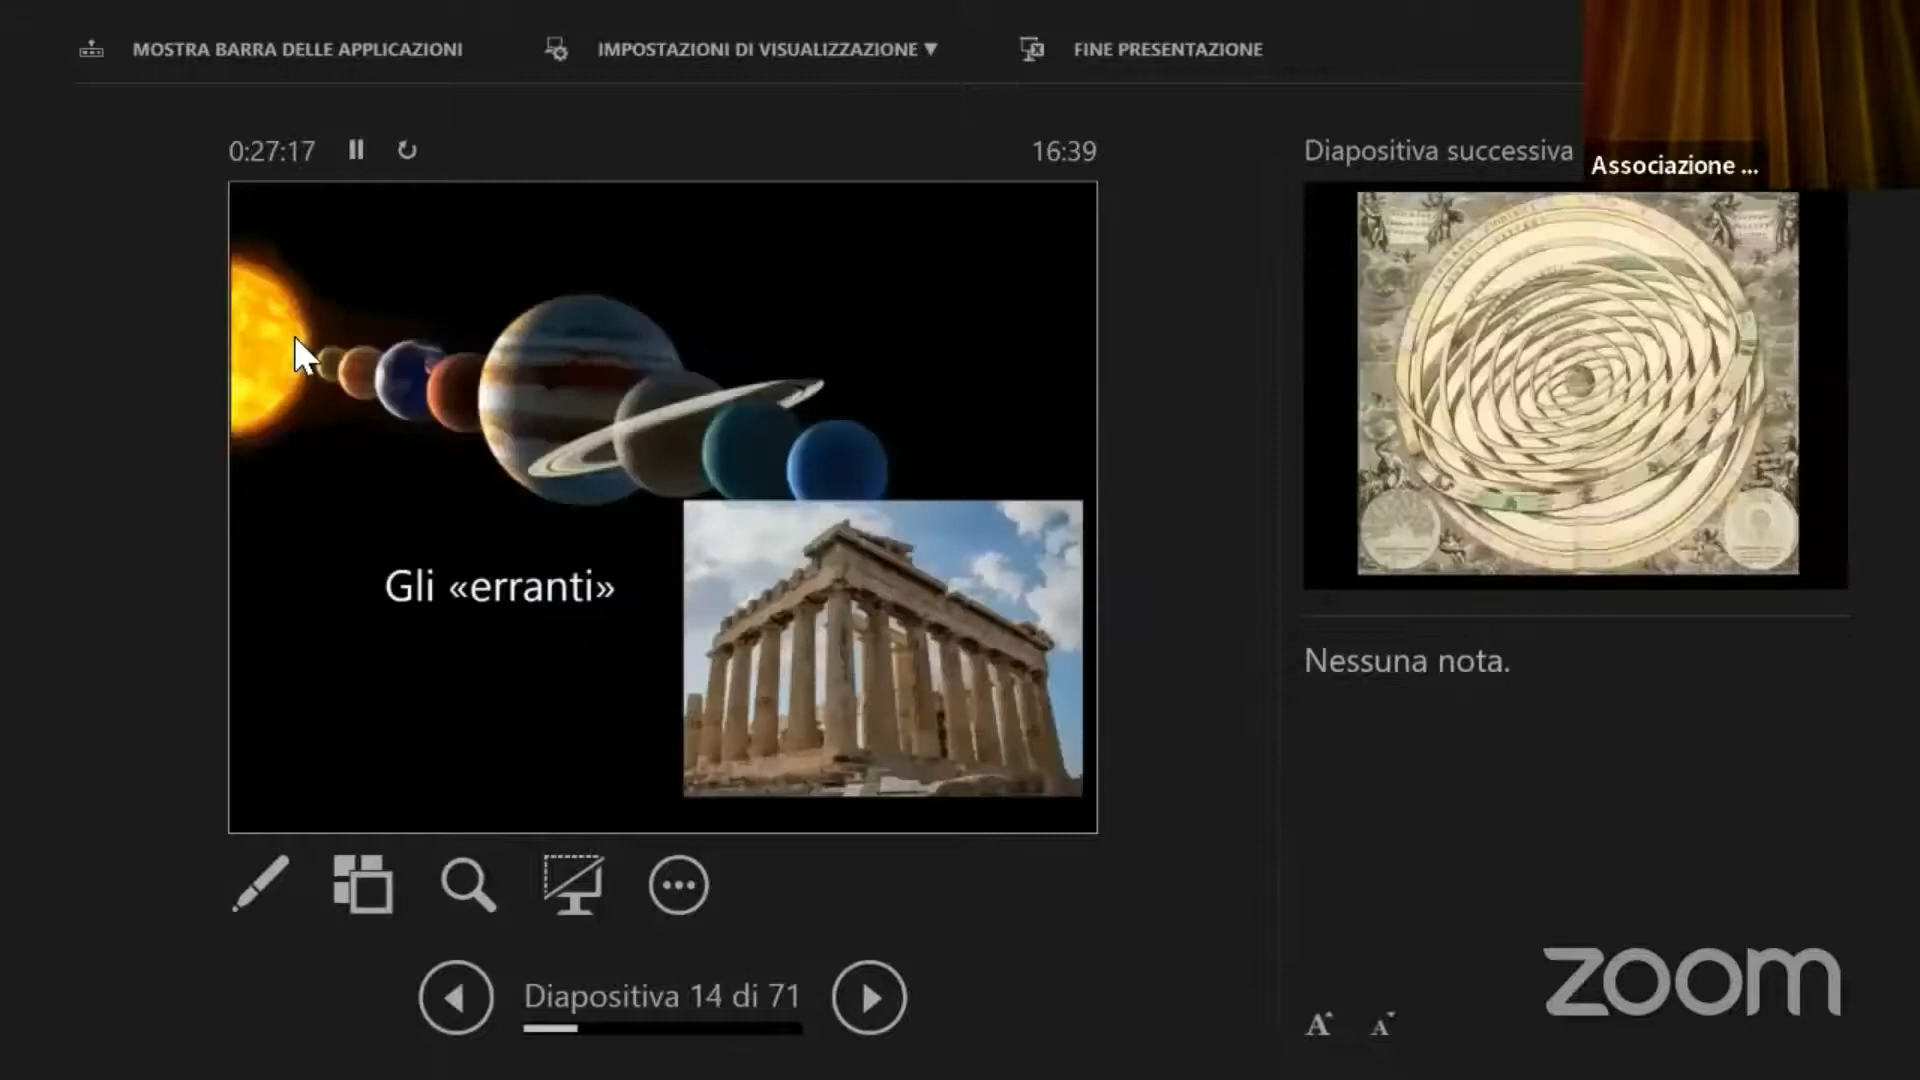 MOSTRA BARRA DELLE APPLICAZIONI
IMPOSTAZIONI DI VISUALIZZAZIONE ▼
FINE PRESENTAZIONE
0:27:17
16:39
Diapositiva successiva
Associazione ...
Gli «erranti»
Nessuna nota.
Diapositiva 14 di 71
A A
zoom